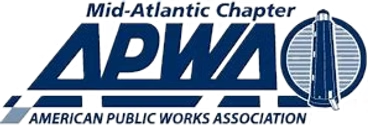 Mid-Atlantic Chapter
APWA
AMERICAN PUBLIC WORKS ASSOCIATION